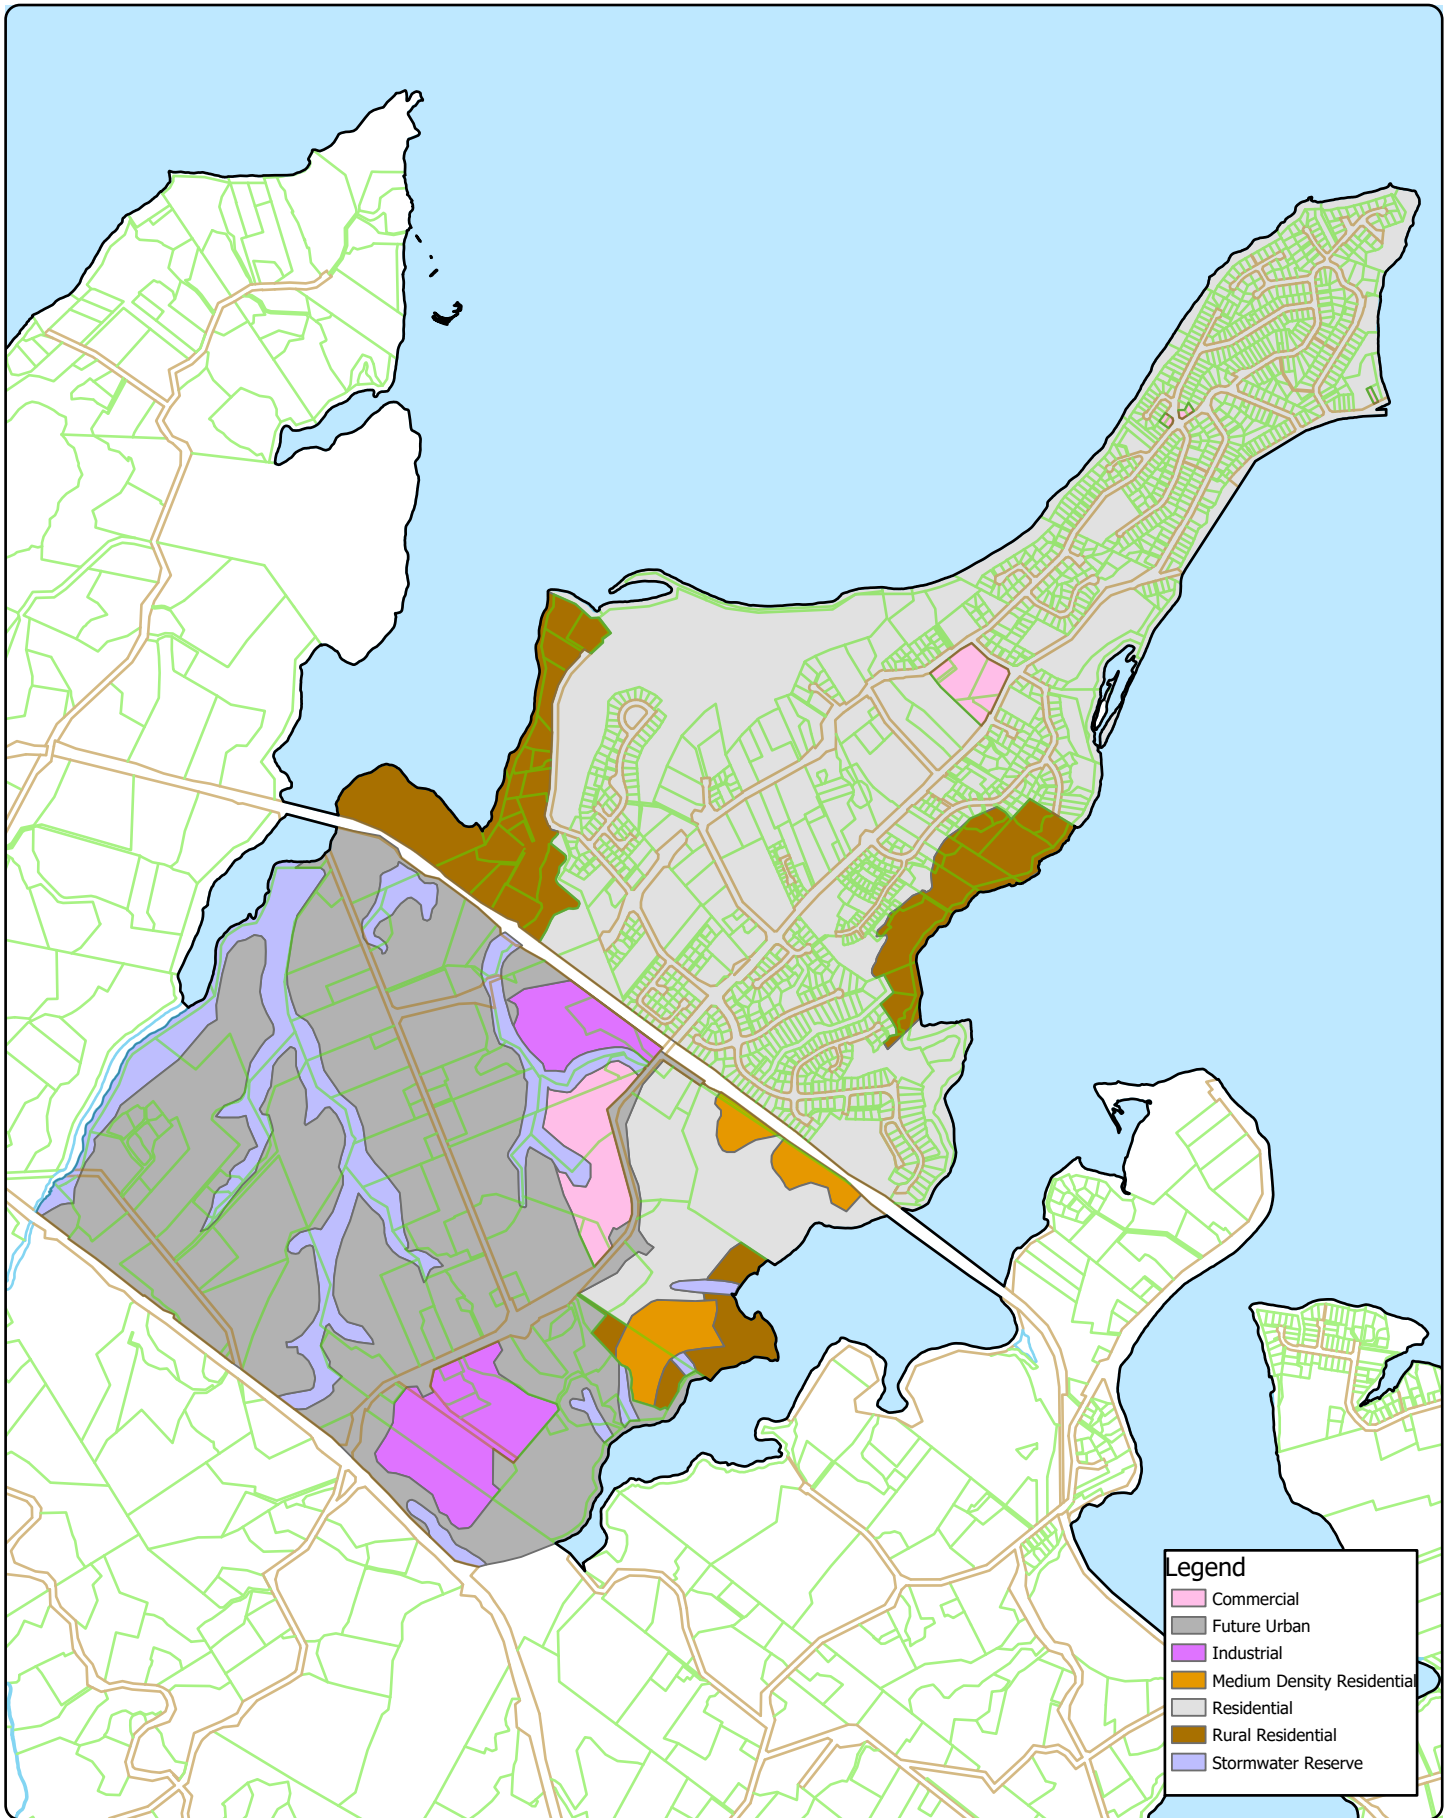 Legend
Commercial
Future Urban
Industrial
Medium Density Residential
Residential
Rural Residential
Stormwater Reserve